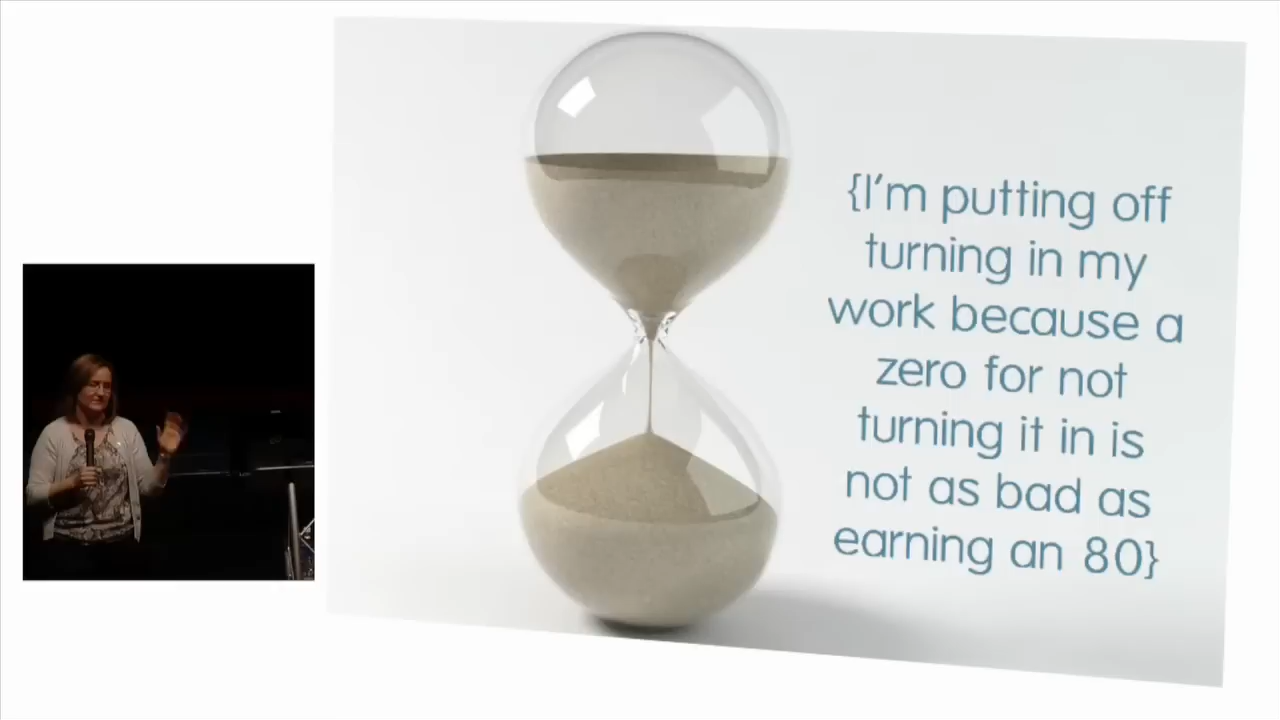 {I'm putting off
turning in my
work because a
zero for not
turning it in is
not as bad as
earning an 80}